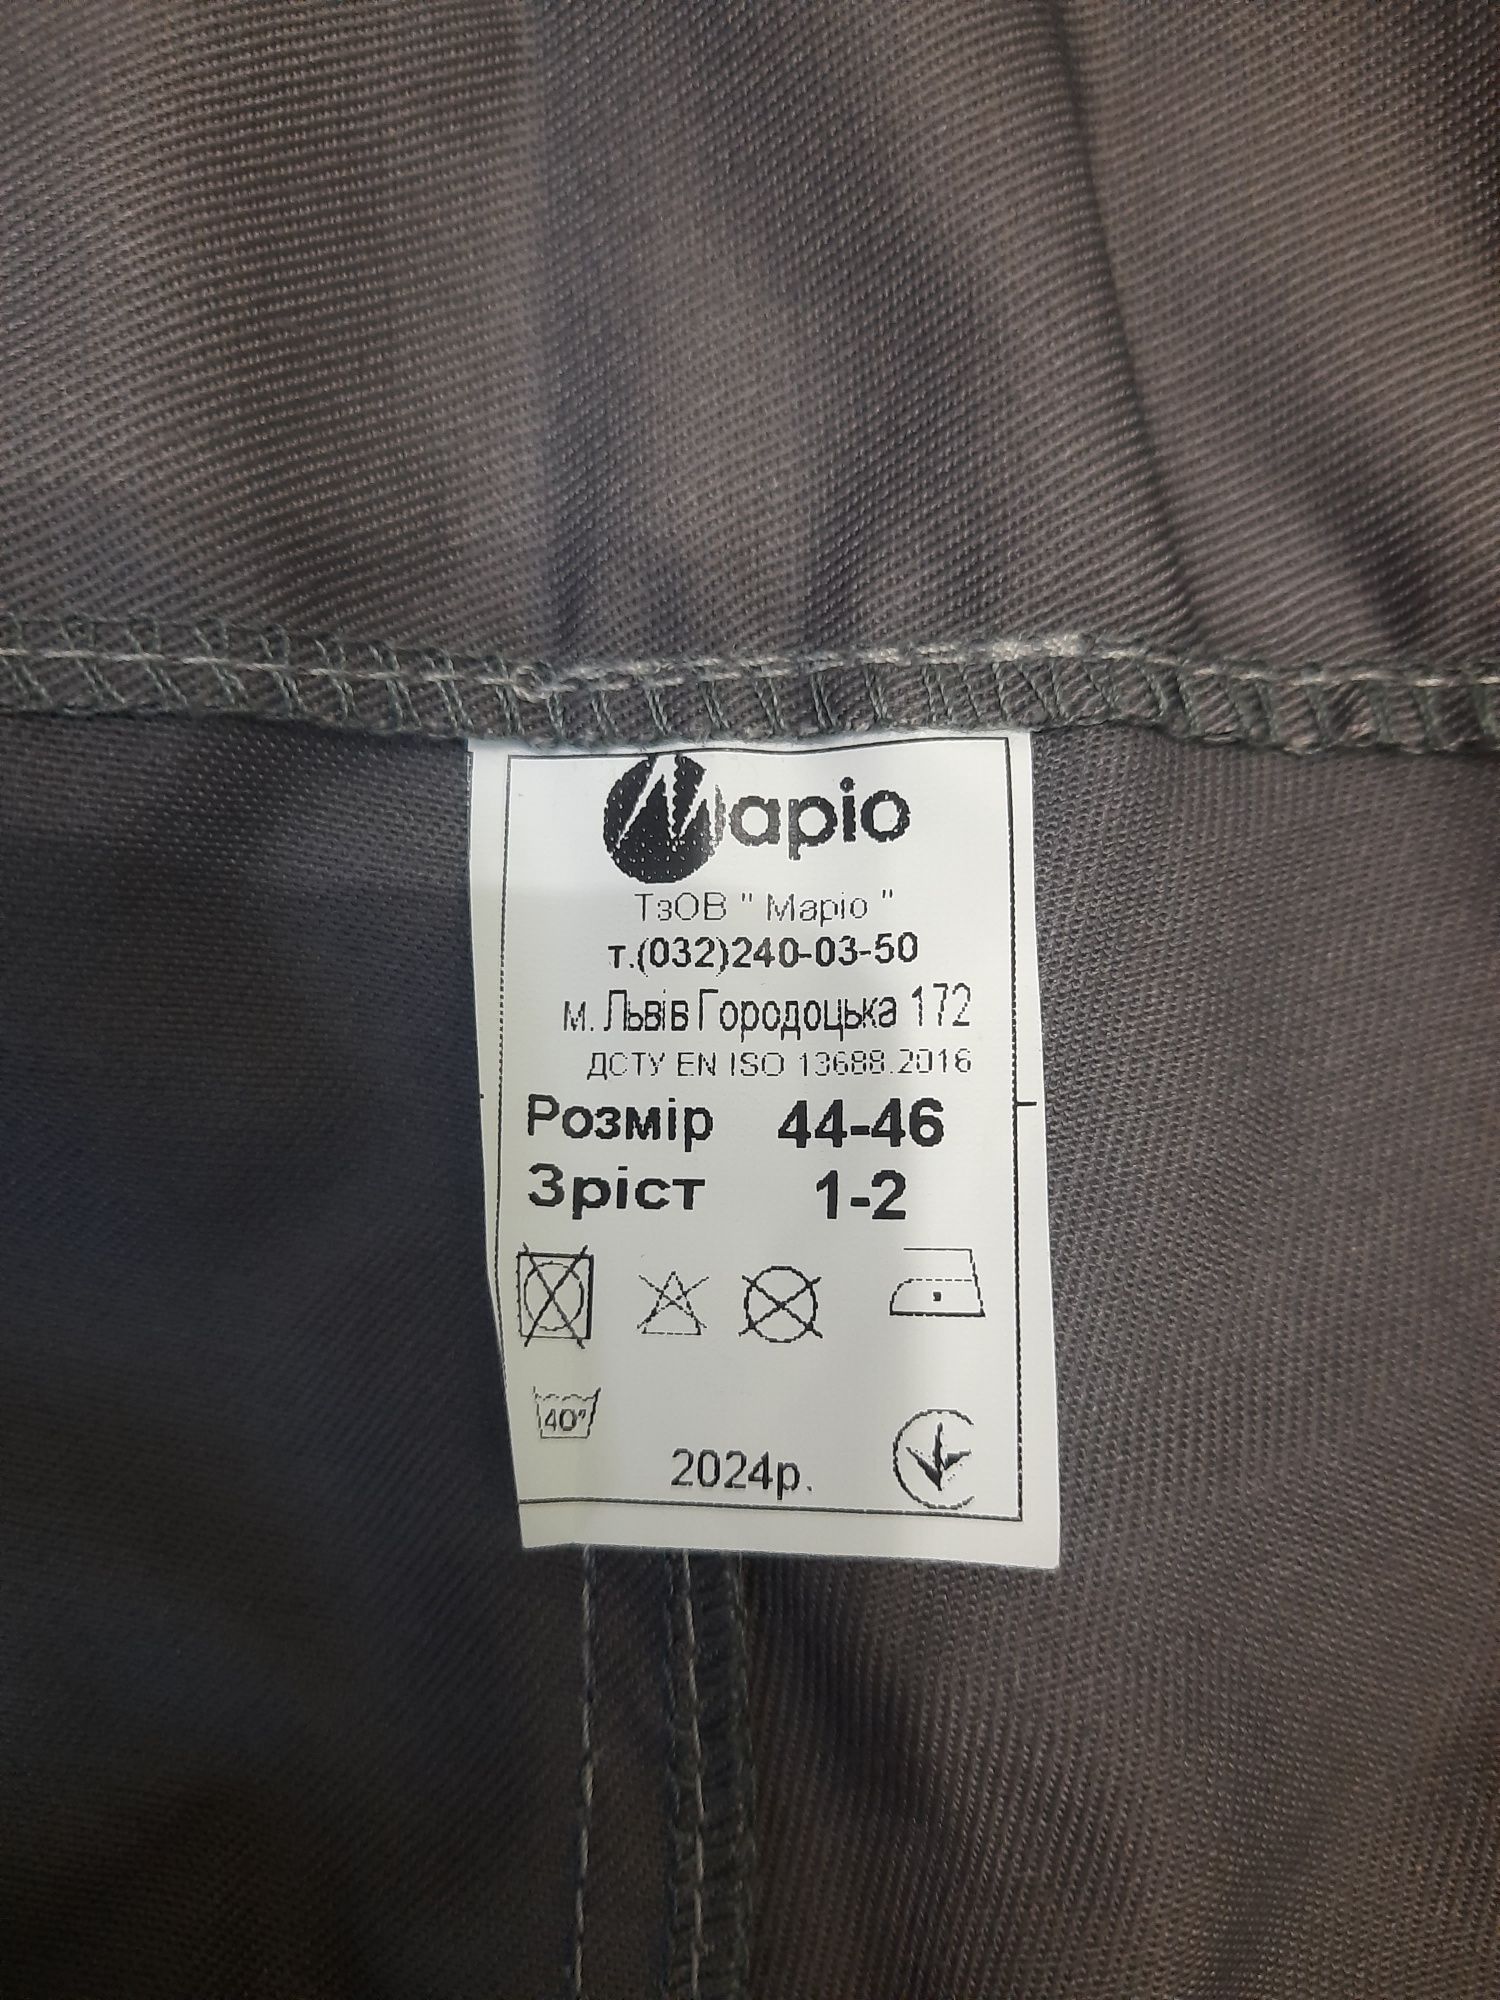 Маріо
ТзОВ " Маріо "
т.(032)240-03-50
м. Львів Городоцька 172
ДСТУ EN ISO 13688:2016
Розмір 44-46
Зріст 1-2
40°
2024р.